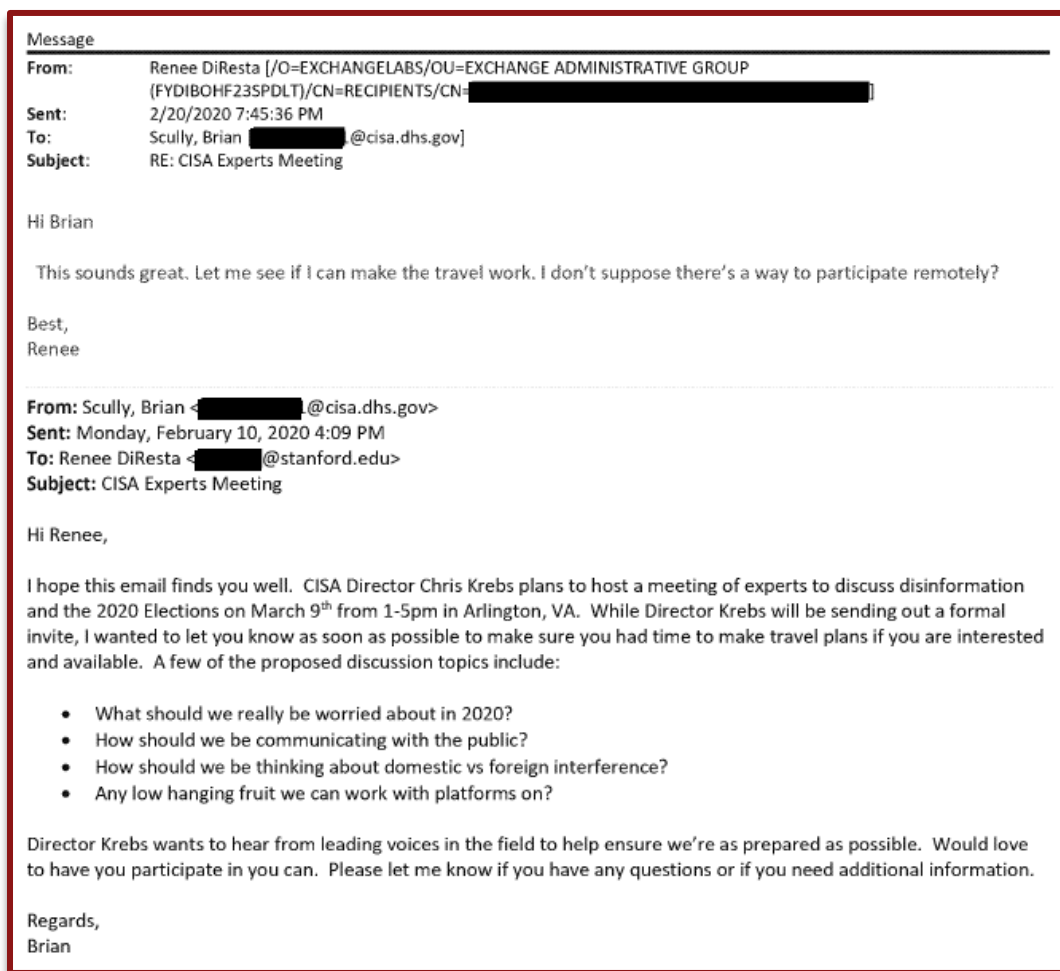 Message
From: Renee DiResta [/O=EXCHANGELABS/OU=EXCHANGE ADMINISTRATIVE GROUP
(FYDIBOHF23SPDLT)/CN=RECIPIENTS/CN=]
Sent: 2/20/2020 7:45:36 PM
To: Scully, Brian [@cisa.dhs.gov]
Subject: RE: CISA Experts Meeting
Hi Brian
This sounds great. Let me see if I can make the travel work. I don't suppose there's a way to participate remotely?
Best,
Renee
From: Scully, Brian <@cisa.dhs.gov>
Sent: Monday, February 10, 2020 4:09 PM
To: Renee DiResta <@stanford.edu>
Subject: CISA Experts Meeting
Hi Renee,
I hope this email finds you well. CISA Director Chris Krebs plans to host a meeting of experts to discuss disinformation
and the 2020 Elections on March 9th from 1-5pm in Arlington, VA. While Director Krebs will be sending out a formal
invite, I wanted to let you know as soon as possible to make sure you had time to make travel plans if you are interested
and available. A few of the proposed discussion topics include:
• What should we really be worried about in 2020?
• How should we be communicating with the public?
• How should we be thinking about domestic vs foreign interference?
• Any low hanging fruit we can work with platforms on?
Director Krebs wants to hear from leading voices in the field to help ensure we're as prepared as possible. Would love
to have you participate in you can. Please let me know if you have any questions or if you need additional information.
Regards,
Brian